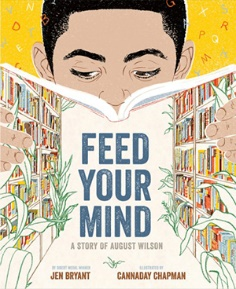 FEED
YOUR
MIND
A STORY OF AUGUST WILSON
JEN BRYANT
CANNADAY CHAPMAN